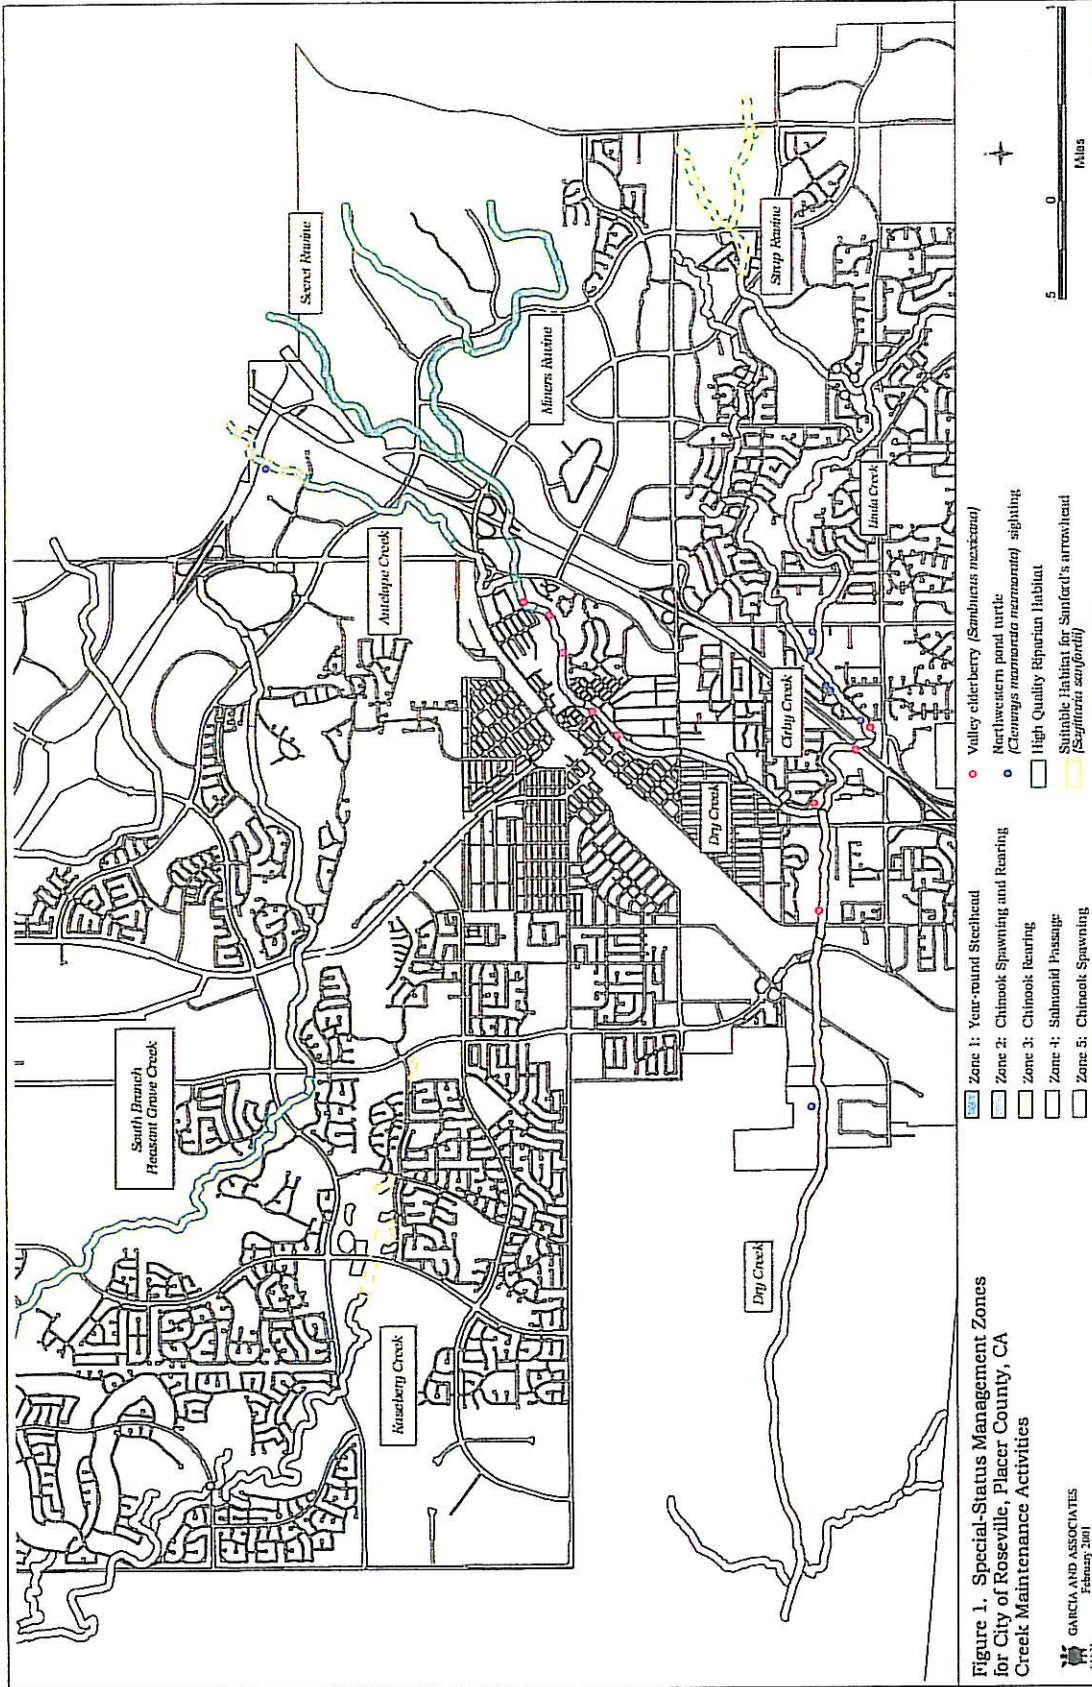 Secret Ravine
Miners Ravine
Strap Ravine
Antelope Creek
Linda Creek
Cirby Creek
Dry Creek
South Branch
Pleasant Grove Creek
Kaseberg Creek
Dry Creek
Figure 1. Special-Status Management Zones
for City of Roseville, Placer County, CA
Creek Maintenance Activities
GARCIA AND ASSOCIATES
February 2001
Zone 1: Year-round Steelhead
Zone 2: Chinook Spawning and Rearing
Zone 3: Chinook Rearing
Zone 4: Salmonid Passage
Zone 5: Chinook Spawning
Valley elderberry (Sambucus mexicana)
Northwestern pond turtle
(Clemmys marmorata marmorata) sighting
High Quality Riparian Habitat
Suitable Habitat for Sanford's arrowhead
(Sagittaria sanfordii)
.5 0 1
Miles